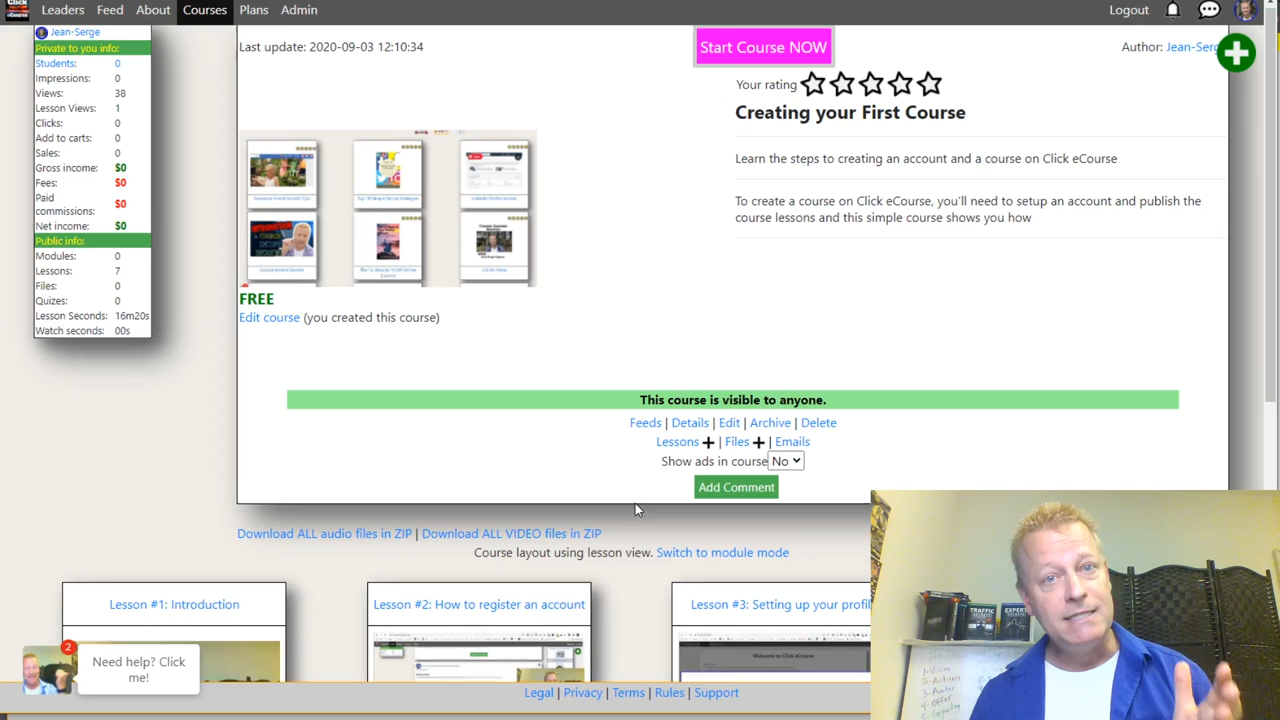 Click
eCourse
Leaders Feed About Courses Plans Admin Logout
Jean-Serge
Private to you info:
Students: 0
Impressions: 0
Views: 38
Lesson Views: 1
Clicks: 0
Add to carts: 0
Sales: 0
Gross income: $0
Fees: $0
Paid
commissions: $0
Net income: $0
Public info:
Modules: 0
Lessons: 7
Files: 0
Quizes: 0
Lesson Seconds: 16m20s
Watch seconds: 00s
Last update: 2020-09-03 12:10:34
Start Course NOW
Author: Jean-Serg
Your rating
Creating your First Course
Learn the steps to creating an account and a course on Click eCourse
To create a course on Click eCourse, you'll need to setup an account and publish the
course lessons and this simple course shows you how
FREE
Edit course (you created this course)
This course is visible to anyone.
Feeds | Details | Edit | Archive | Delete
Lessons | Files | Emails
Show ads in course No
Add Comment
Download ALL audio files in ZIP | Download ALL VIDEO files in ZIP
Course layout using lesson view. Switch to module mode
Lesson #1: Introduction
Lesson #2: How to register an account
Lesson #3: Setting up your profil
2
Need help? Click
me!
Legal | Privacy | Terms | Rules | Support
TRAFFIC
SECRETS
EXPERT
SECRETS
1-Vision